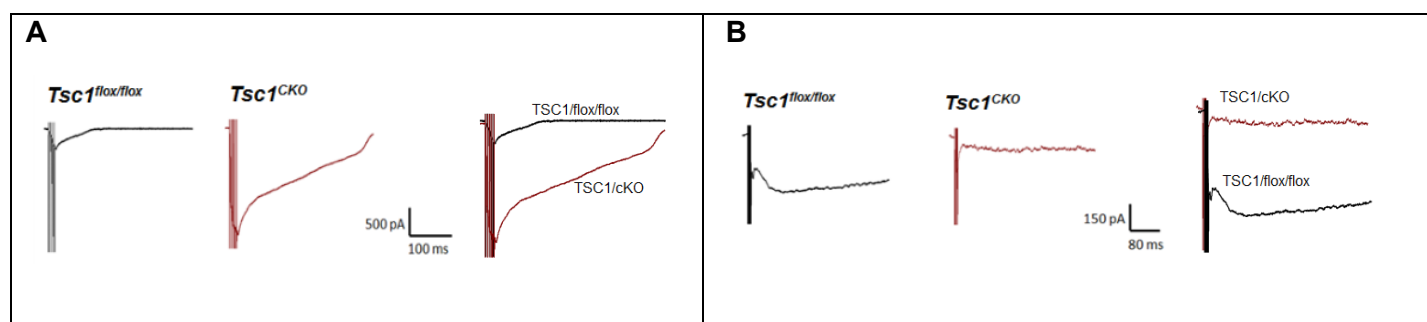 A
Tsc1flox/flox
Tsc1CKO
TSC1/flox/flox
TSC1/cKO
500 pA
100 ms
B
Tsc1flox/flox
Tsc1CKO
TSC1/cKO
TSC1/flox/flox
150 pA
80 ms